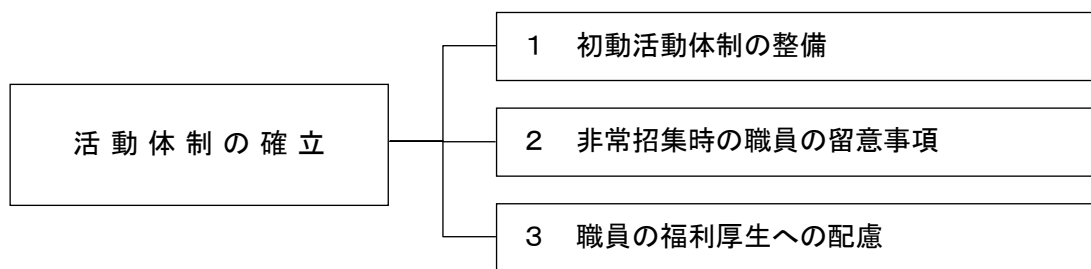 活動体制の確立
１　初動活動体制の整備
２　非常招集時の職員の留意事項
３　職員の福利厚生への配慮